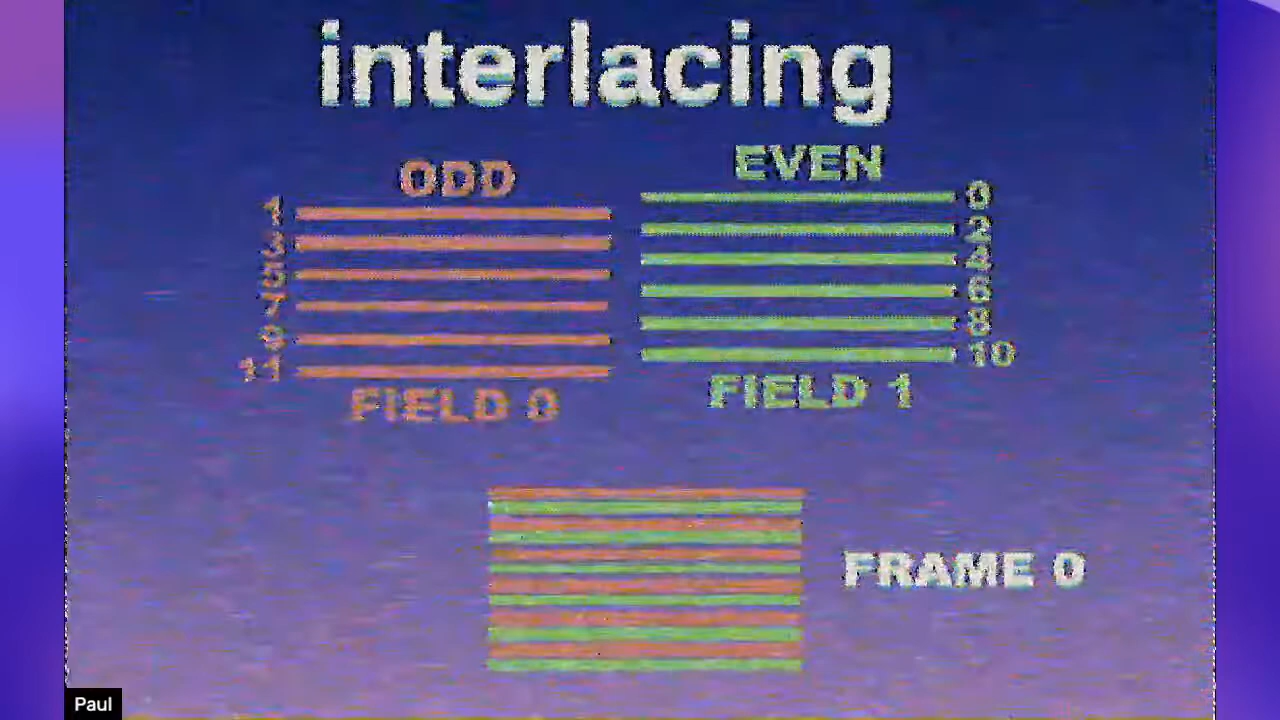 interlacing
ODD
EVEN
1
3
5
7
9
11
0
2
4
6
8
10
FIELD 0
FIELD 1
FRAME 0
Paul